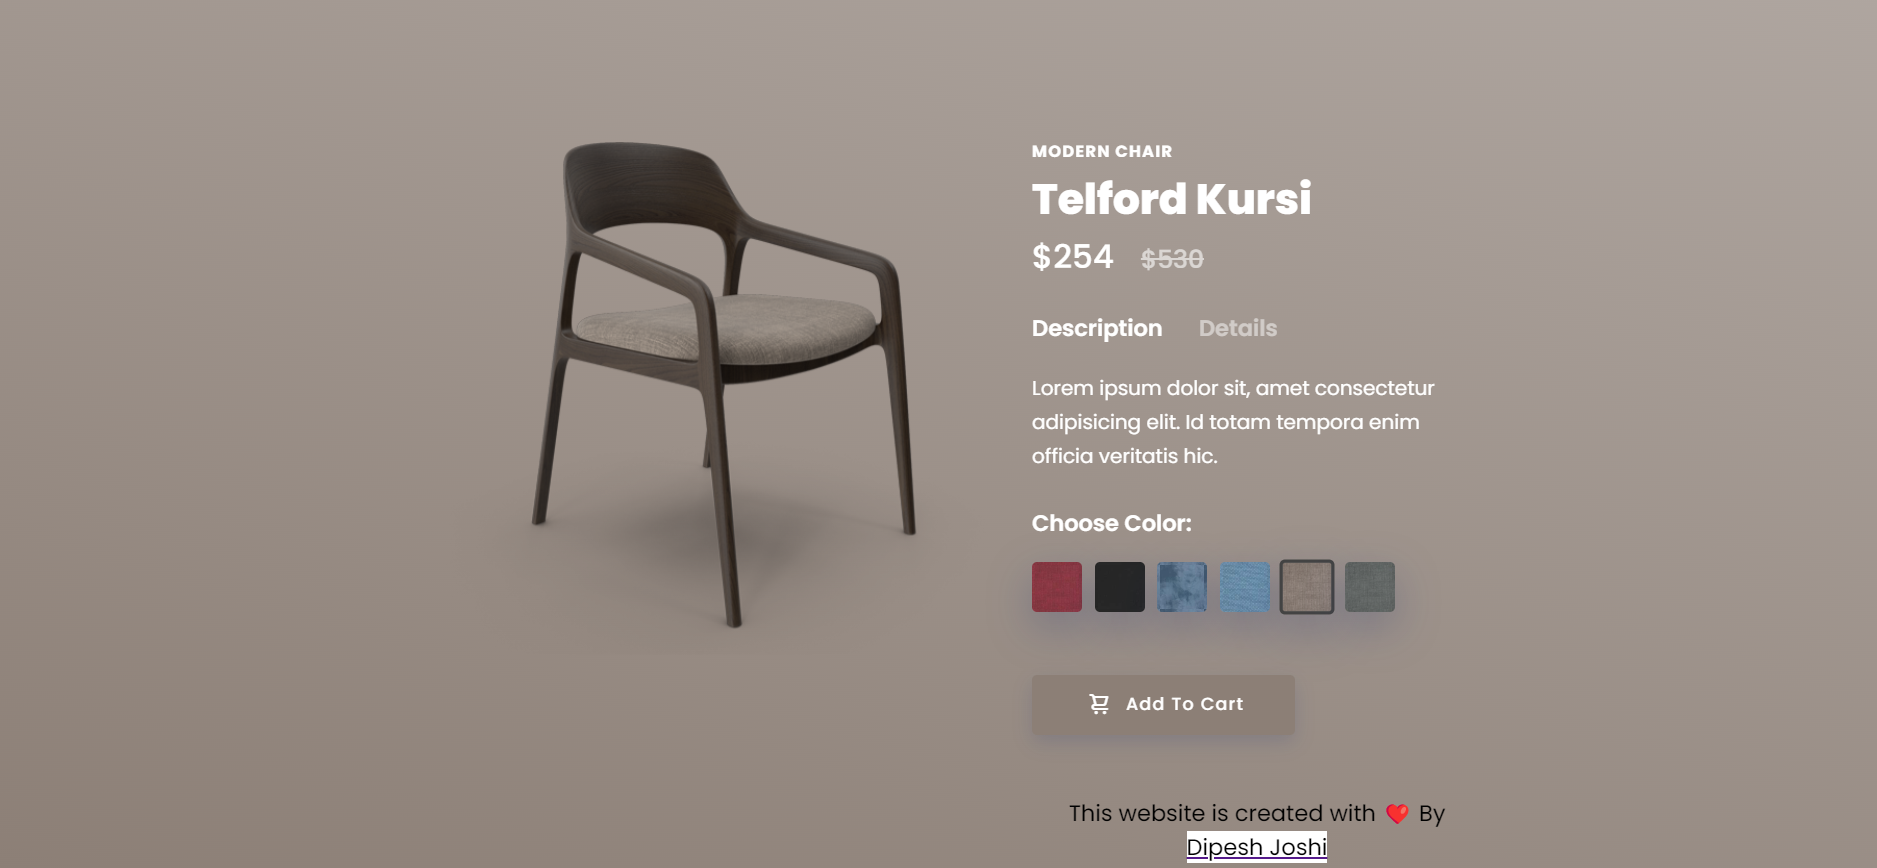 MODERN CHAIR
Telford Kursi
$254 $530
Description Details
Lorem ipsum dolor sit, amet consectetur
adipisicing elit. Id totam tempora enim
officia veritatis hic.
Choose Color:
Add To Cart
This website is created with ❤️ By
Dipesh Joshi